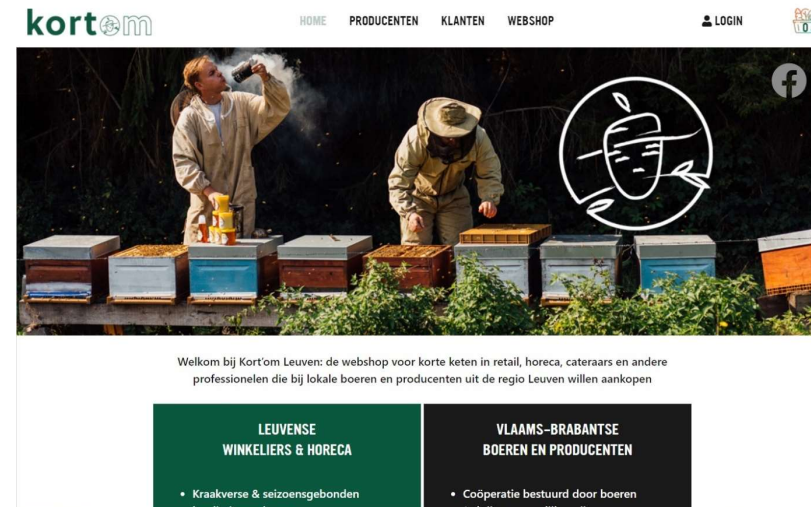 kortom
HOME PRODUCENTEN KLANTEN WEBSHOP LOGIN
0
Welkom bij Kort'om Leuven: de webshop voor korte keten in retail, horeca, cateraars en andere
professionelen die bij lokale boeren en producenten uit de regio Leuven willen aankopen
LEUVENSE
WINKELIERS & HORECA
• Kraakverse & seizoensgebonden
VLAAMS-BRABANTSE
BOEREN EN PRODUCENTEN
• Coöperatie bestuurd door boeren